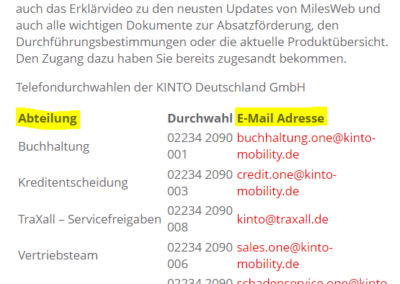 auch das Erklärvideo zu den neusten Updates von MilesWeb und
auch alle wichtigen Dokumente zur Absatzförderung, den
Durchführungsbestimmungen oder die aktuelle Produktübersicht.
Den Zugang dazu haben Sie bereits zugesandt bekommen.
Telefondurchwahlen der KINTO Deutschland GmbH
Abteilung Durchwahl E-Mail Adresse
Buchhaltung 02234 2090 001 buchhaltung.one@kinto-mobility.de
Kreditentscheidung 02234 2090 003 credit.one@kinto-mobility.de
TraXall – Servicefreigaben 02234 2090 008 kinto@traxall.de
Vertriebsteam 02234 2090 006 sales.one@kinto-mobility.de
02234 2090 schadenservice.one@kinto-